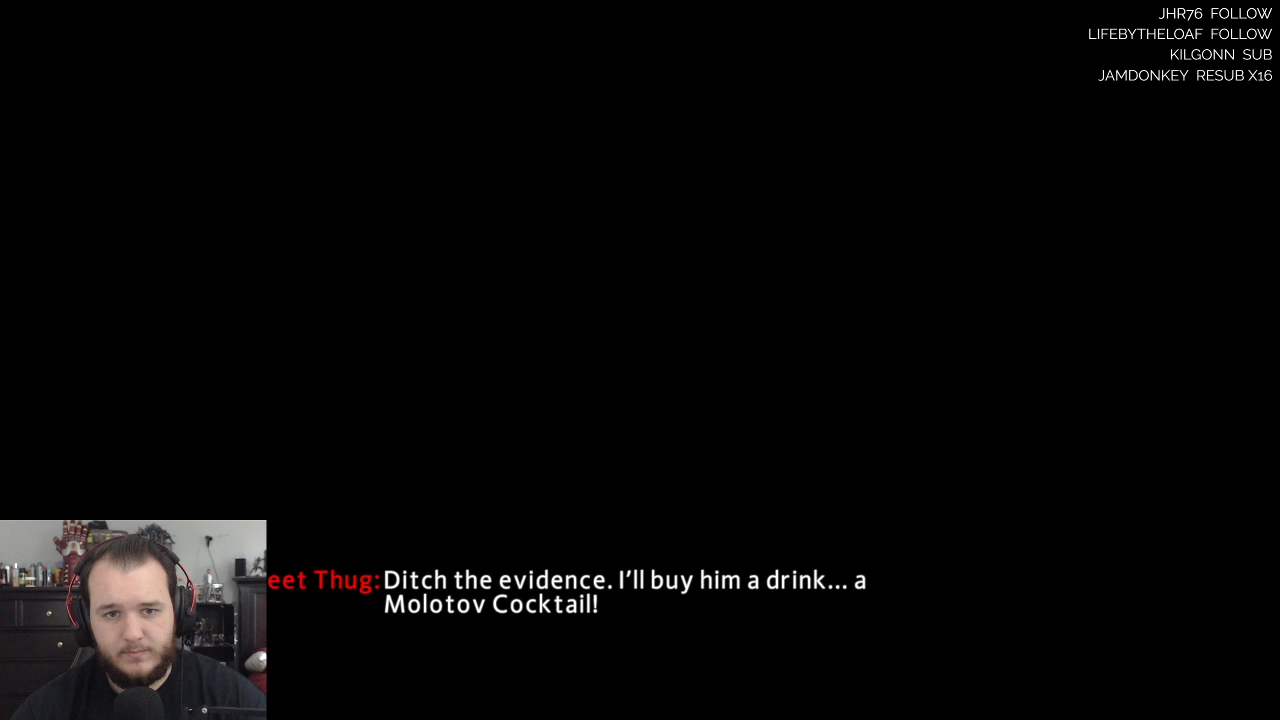 JHR76 FOLLOW
LIFEBYTHELOAF FOLLOW
KILGONN SUB
JAMDONKEY RESUB X16
eet Thug: Ditch the evidence. I'll buy him a drink... a
Molotov Cocktail!